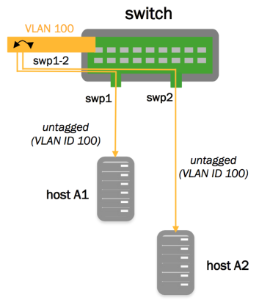 switch
VLAN 100
swp1-2
swp1
swp2
untagged
(VLAN ID 100)
untagged
(VLAN ID 100)
host A1
host A2